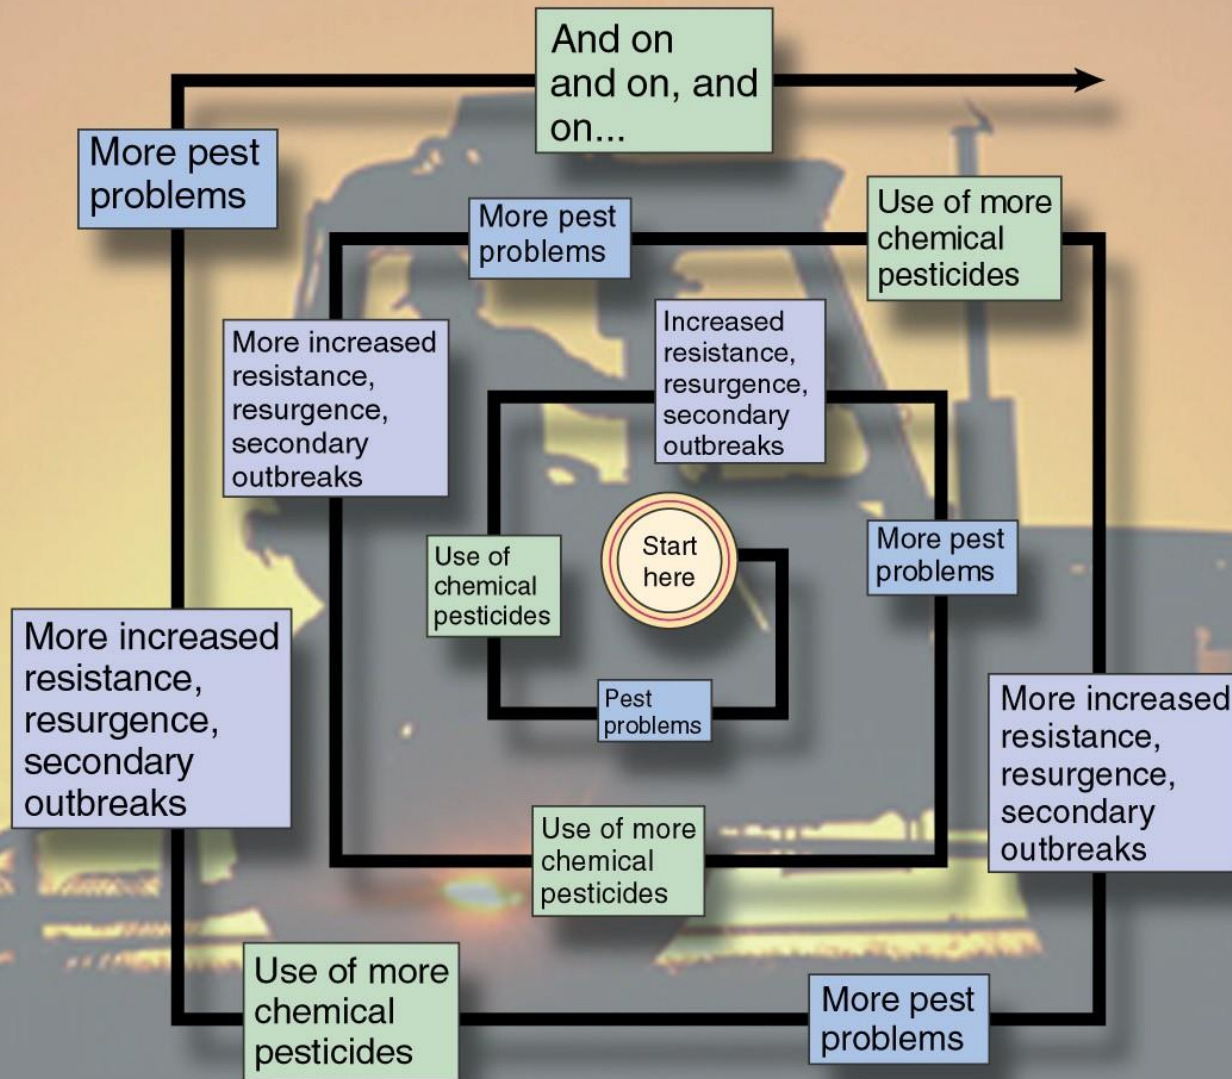 And on
and on, and
on...
More pest
problems
More pest
problems
Use of more
chemical
pesticides
More increased
resistance,
resurgence,
secondary
outbreaks
Increased
resistance,
resurgence,
secondary
outbreaks
Start
here
Use of
chemical
pesticides
More pest
problems
Pest
problems
More increased
resistance,
resurgence,
secondary
outbreaks
More increased
resistance,
resurgence,
secondary
outbreaks
Use of more
chemical
pesticides
Use of more
chemical
pesticides
More pest
problems